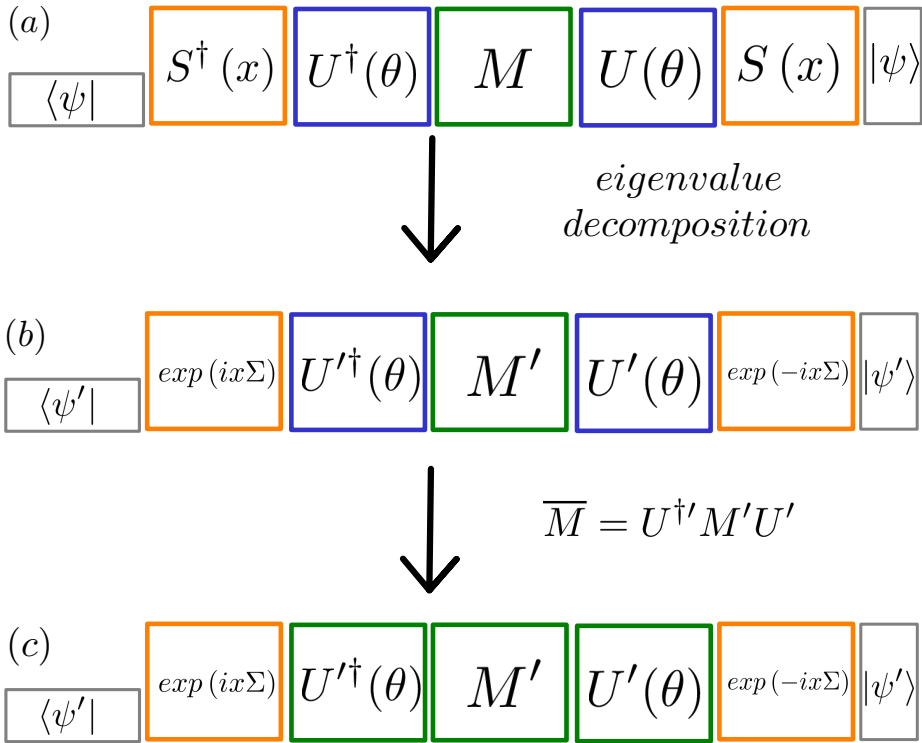 (a)
⟨ψ| S† (x) U†(θ) M U(θ) S (x) |ψ⟩
eigenvalue
decomposition
(b)
⟨ψ′| exp (ixΣ) U′†(θ) M′ U′(θ) exp (−ixΣ) |ψ′⟩
M̅ = U†′M′U′
(c)
⟨ψ′| exp (ixΣ) U′†(θ) M′ U′(θ) exp (−ixΣ) |ψ′⟩